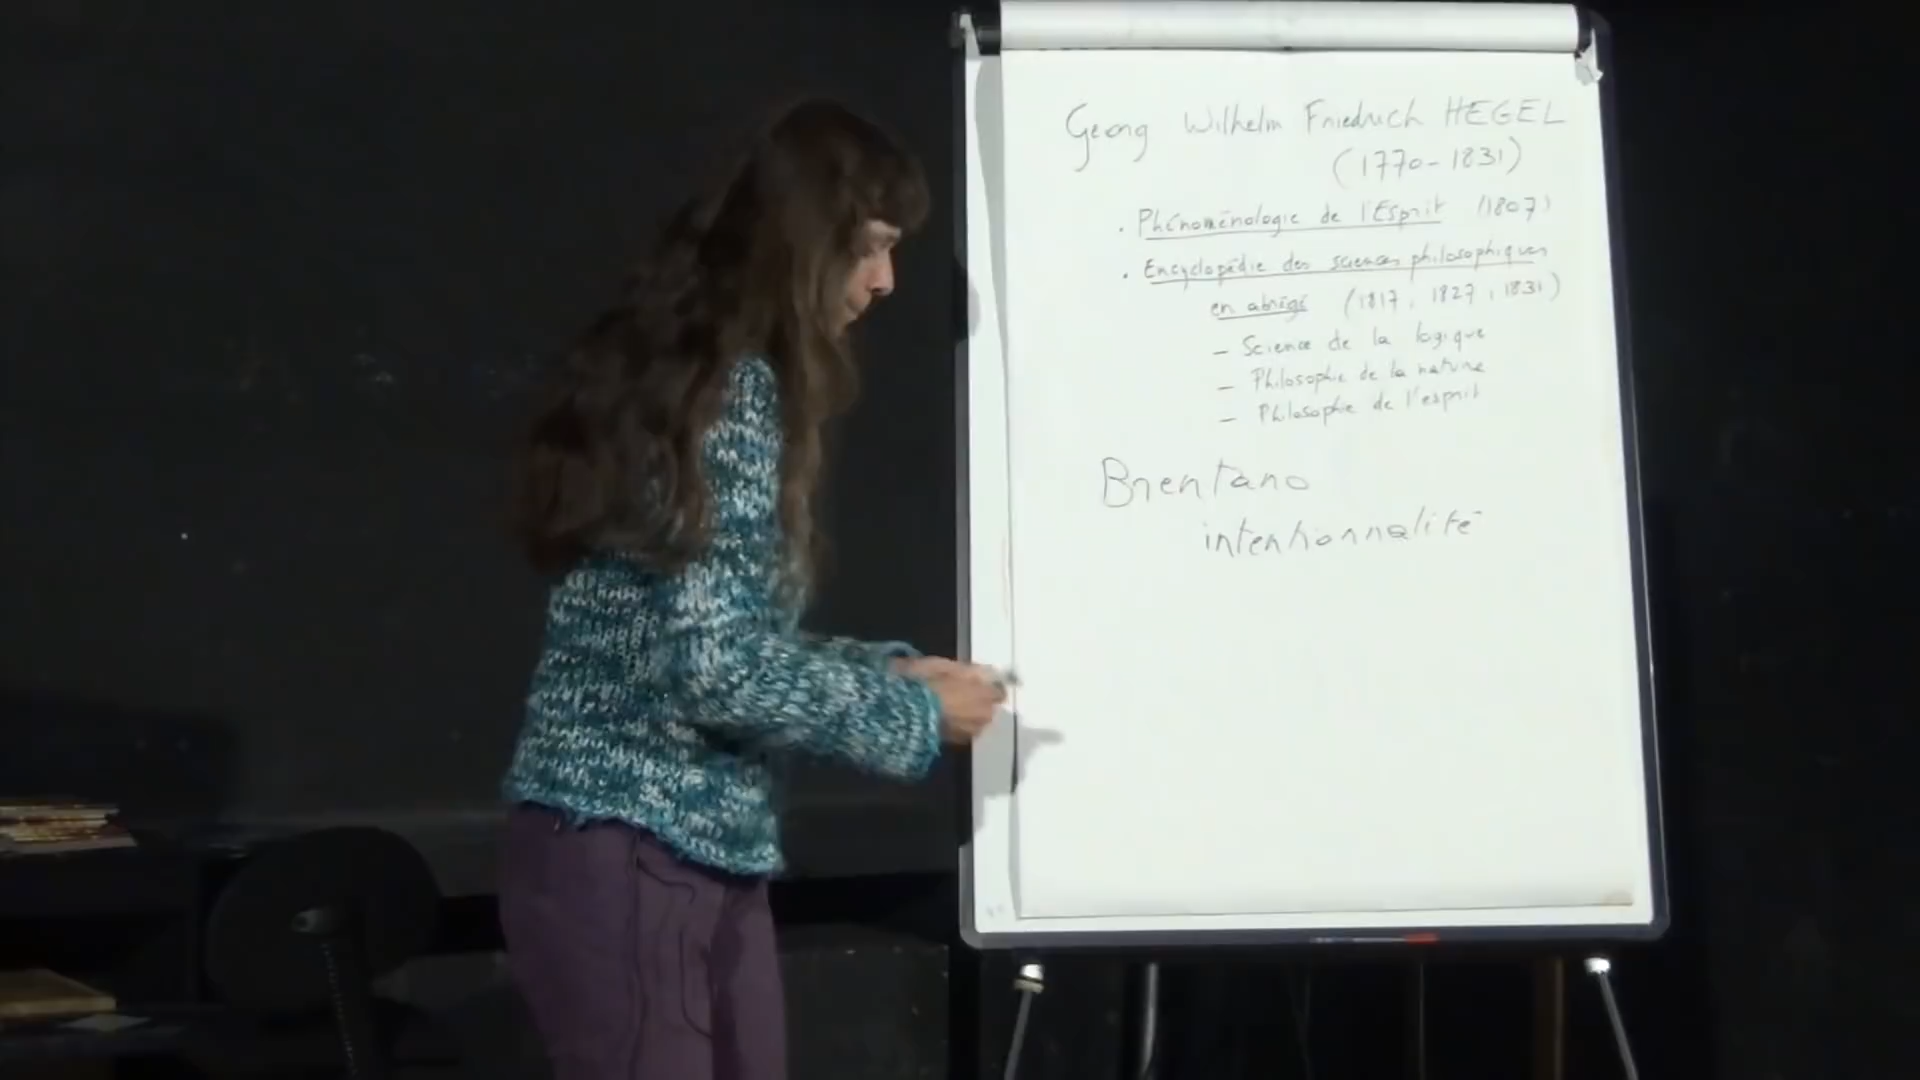 Georg Wilhelm Friedrich HEGEL
(1770-1831)
. Phénoménologie de l'Esprit (1807)
. Encyclopédie des sciences philosophiques
en abrégé (1817, 1827, 1831)
- Science de la logique
- Philosophie de la nature
- Philosophie de l'esprit
Brentano
intentionnalité